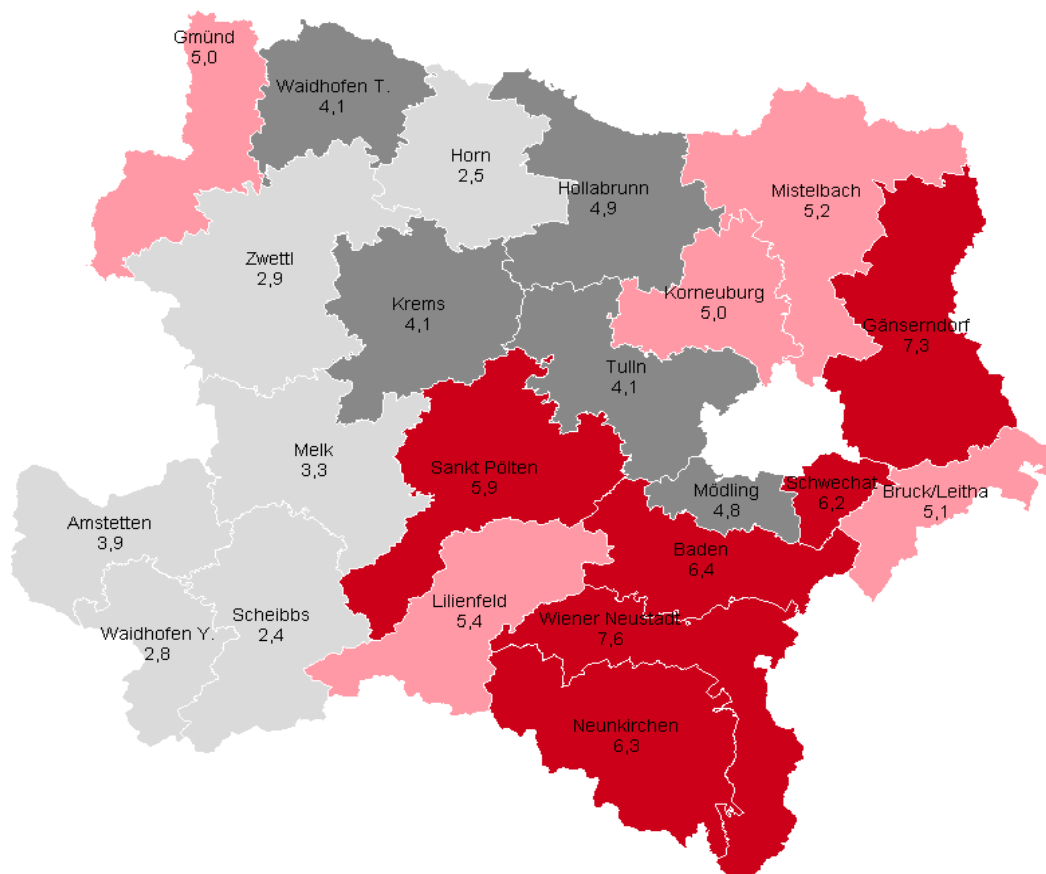 Gmünd
5,0
Waidhofen T.
4,1
Horn
2,5
Hollabrunn
4,9
Mistelbach
5,2
Zwettl
2,9
Krems
4,1
Korneuburg
5,0
Gänserndorf
7,3
Tulln
4,1
Melk
3,3
Sankt Pölten
5,9
Mödling
4,8
Schwechat
6,2
Bruck/Leitha
5,1
Amstetten
3,9
Baden
6,4
Scheibbs
2,4
Lilienfeld
5,4
Wiener Neustadt
7,6
Waidhofen Y.
2,8
Neunkirchen
6,3